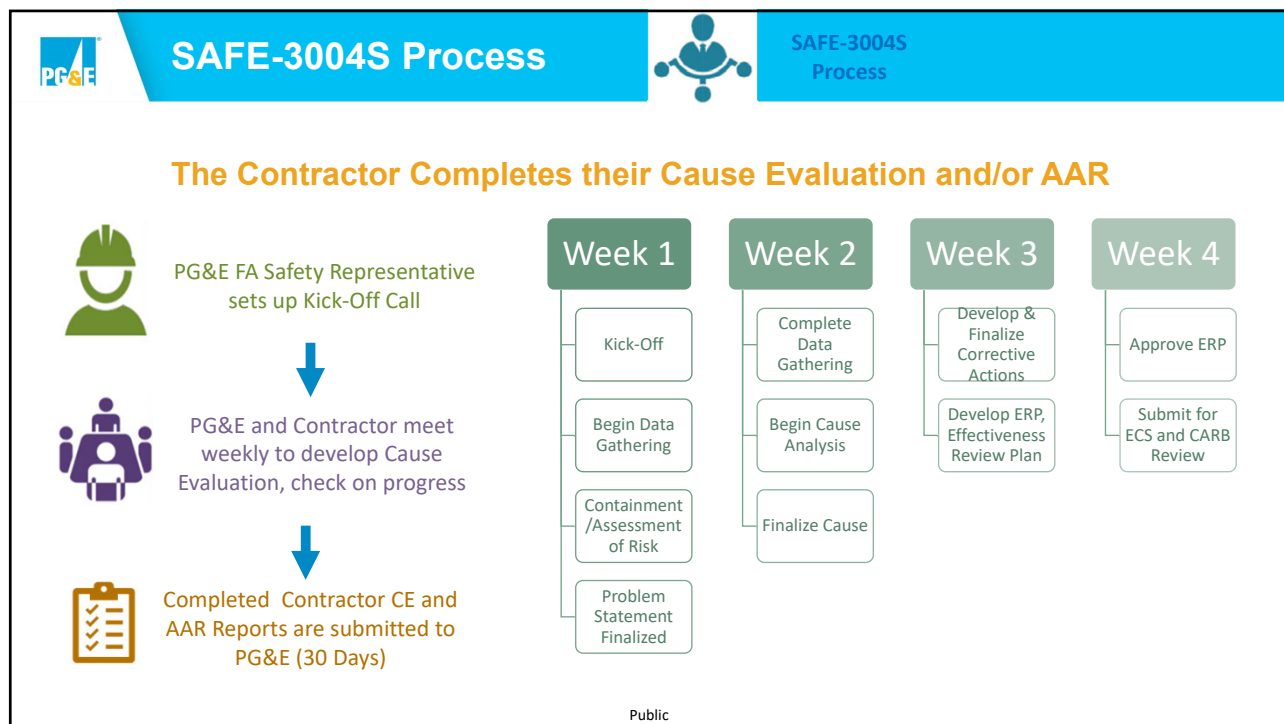 PG&E
SAFE-3004S Process
SAFE-3004S
Process
The Contractor Completes their Cause Evaluation and/or AAR
PG&E FA Safety Representative
sets up Kick-Off Call
PG&E and Contractor meet
weekly to develop Cause
Evaluation, check on progress
Completed Contractor CE and
AAR Reports are submitted to
PG&E (30 Days)
Week 1
Kick-Off
Begin Data
Gathering
Containment
/Assessment
of Risk
Problem
Statement
Finalized
Week 2
Complete
Data
Gathering
Begin Cause
Analysis
Finalize Cause
Week 3
Develop &
Finalize
Corrective
Actions
Develop ERP,
Effectiveness
Review Plan
Week 4
Approve ERP
Submit for
ECS and CARB
Review
Public